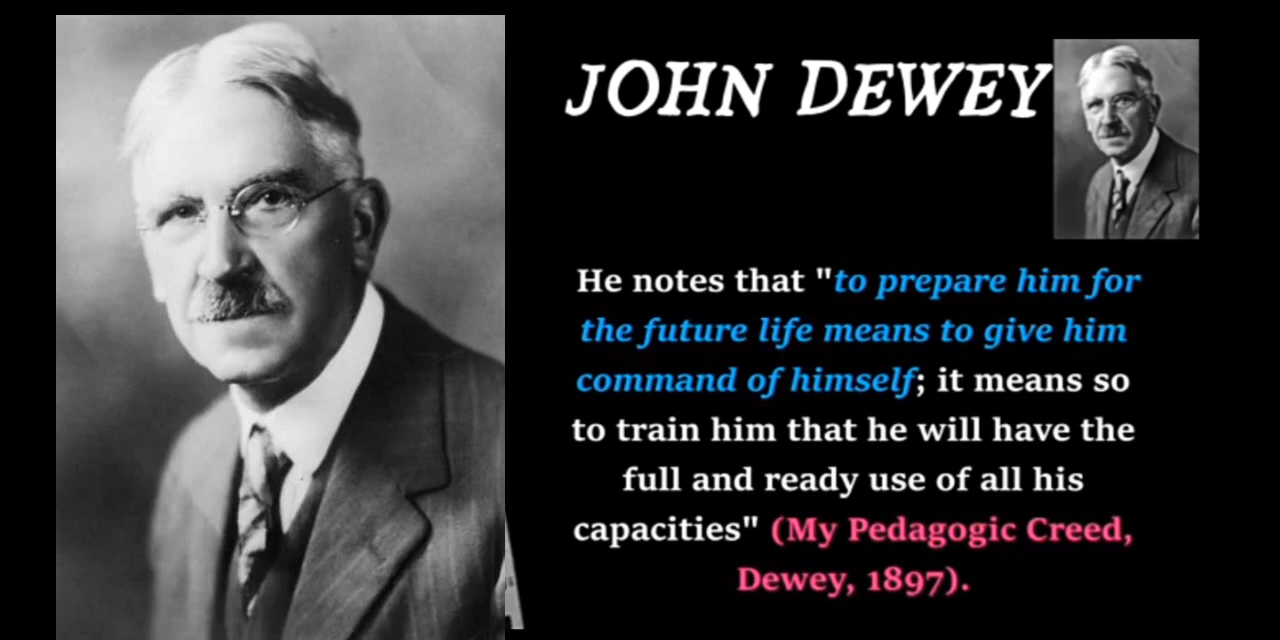 JOHN DEWEY
He notes that "to prepare him for
the future life means to give him
command of himself; it means so
to train him that he will have the
full and ready use of all his
capacities" (My Pedagogic Creed,
Dewey, 1897).